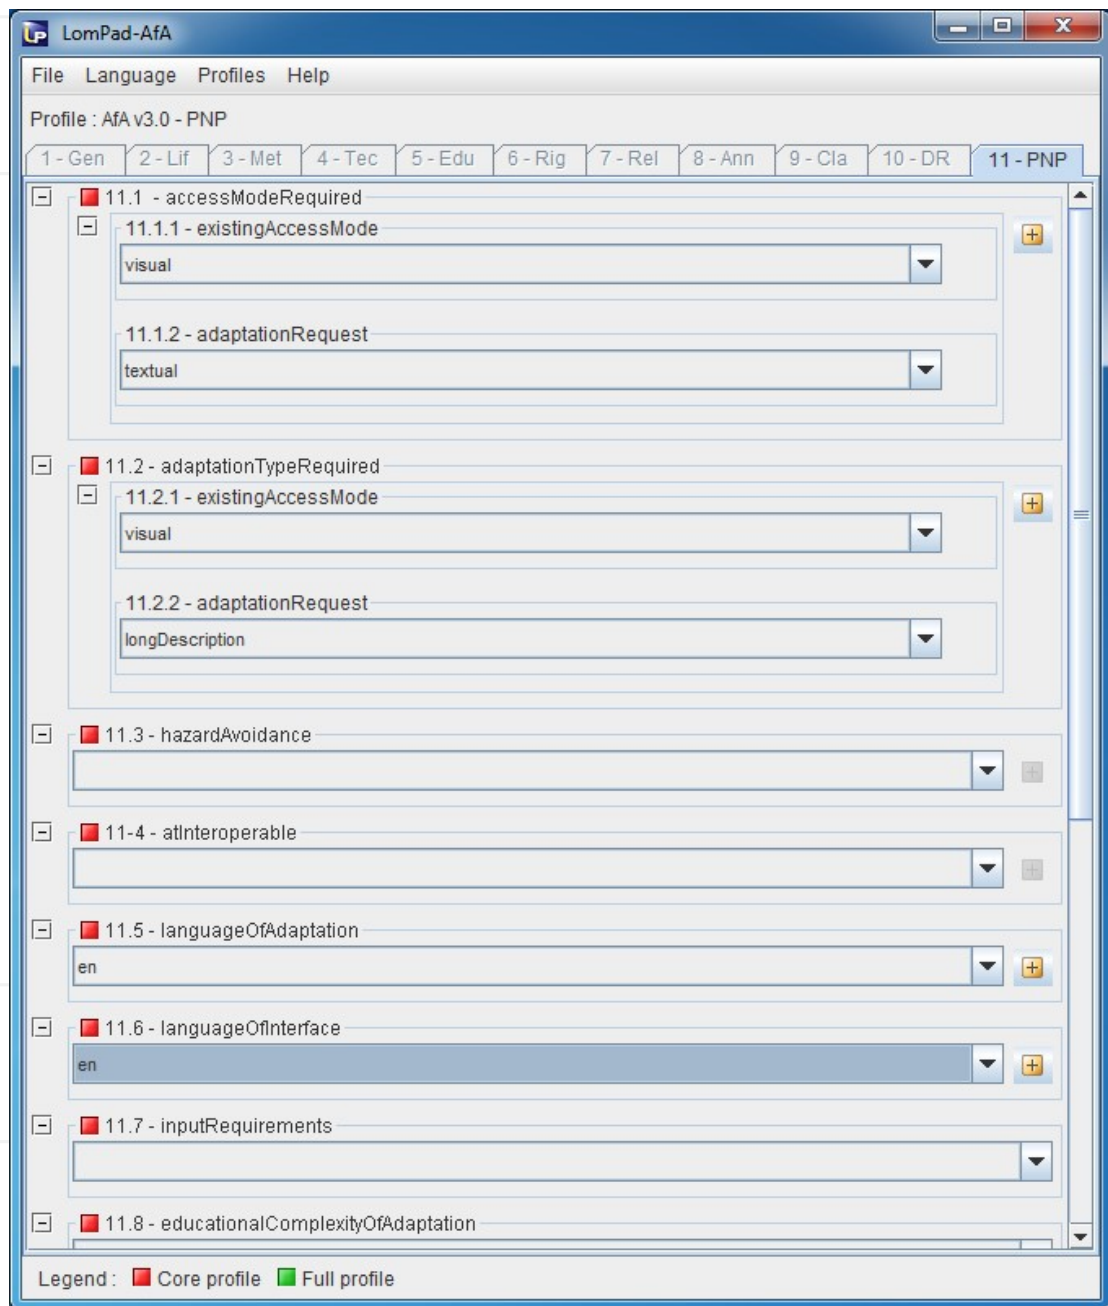 LP LomPad-AfA
File Language Profiles Help
Profile : AfA v3.0 - PNP
1 - Gen 2 - Lif 3 - Met 4 - Tec 5 - Edu 6 - Rig 7 - Rel 8 - Ann 9 - Cla 10 - DR 11 - PNP
11.1 - accessModeRequired
11.1.1 - existingAccessMode
visual
11.1.2 - adaptationRequest
textual
11.2 - adaptationTypeRequired
11.2.1 - existingAccessMode
visual
11.2.2 - adaptationRequest
longDescription
11.3 - hazardAvoidance
11-4 - atInteroperable
11.5 - languageOfAdaptation
en
11.6 - languageOfInterface
en
11.7 - inputRequirements
11.8 - educationalComplexityOfAdaptation
Legend : Core profile Full profile